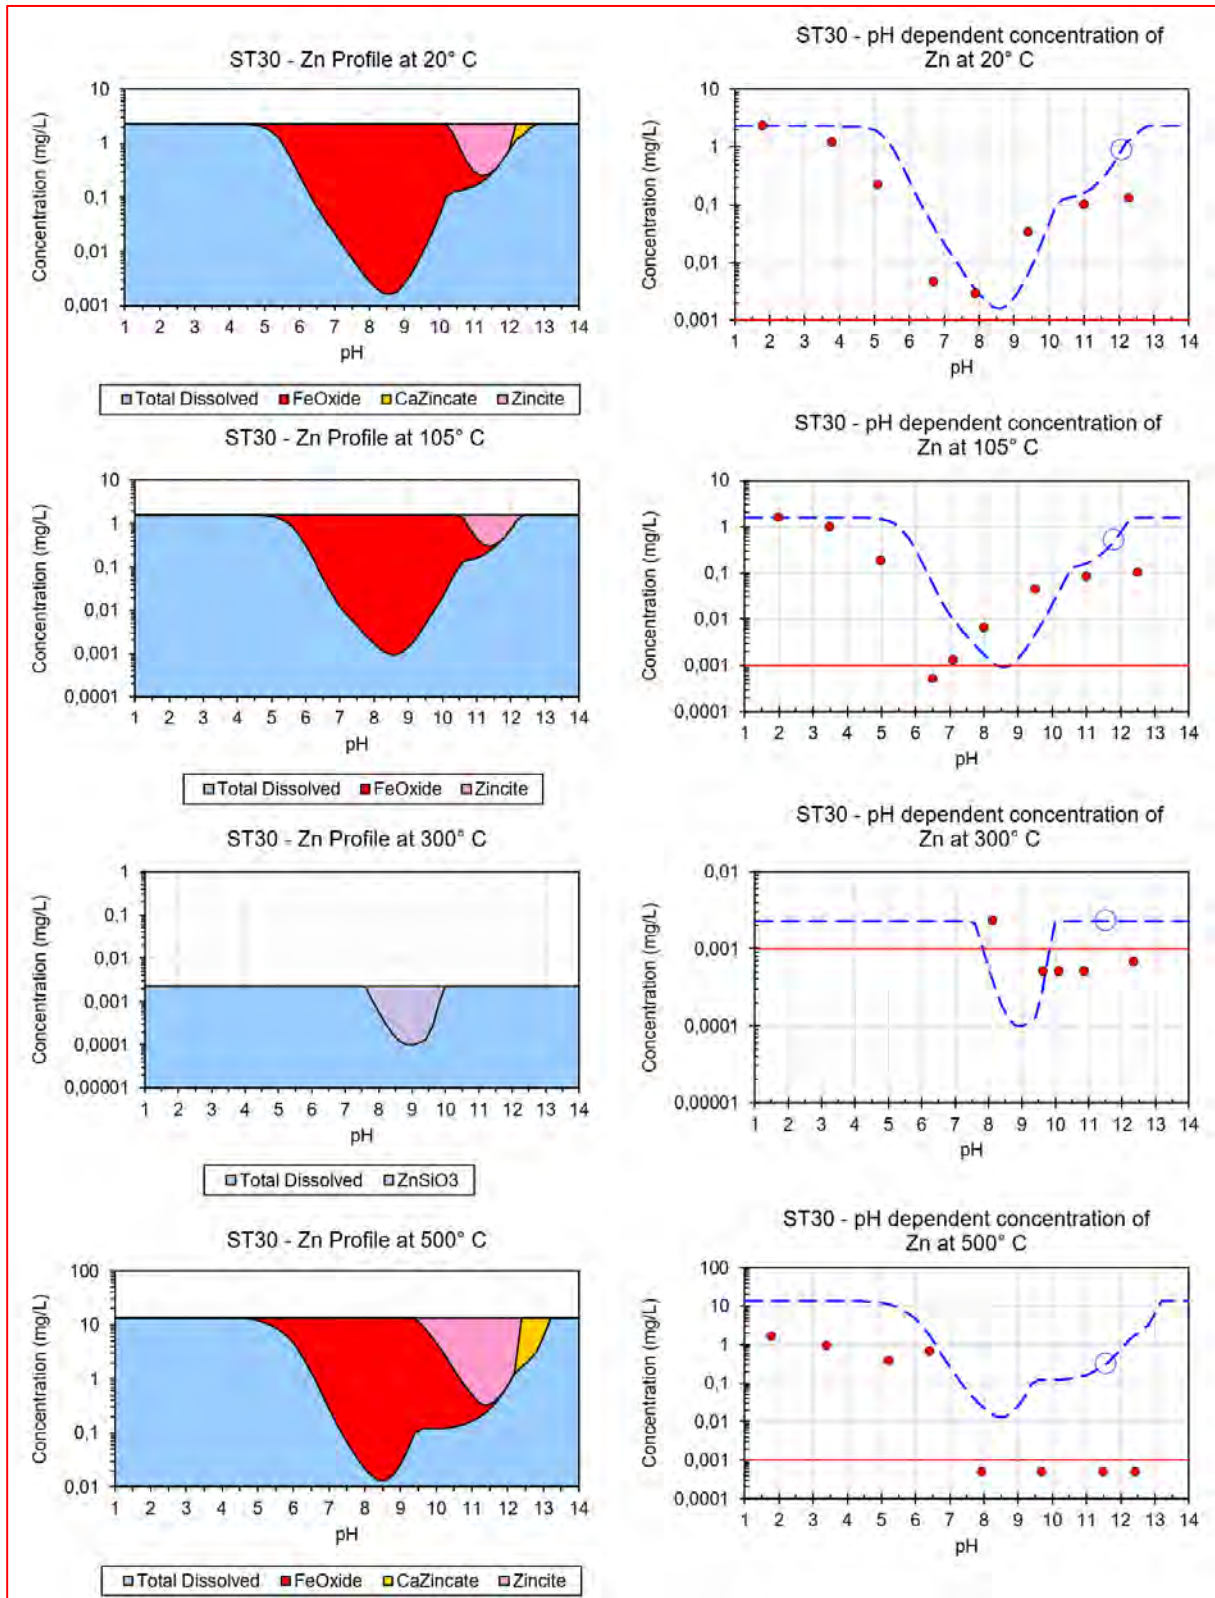 ST30 - Zn Profile at 20° C
Concentration (mg/L)
10
1
0,1
0,01
0,001
1 2 3 4 5 6 7 8 9 10 11 12 13 14
pH
Total Dissolved FeOxide CaZincate Zincite
ST30 - pH dependent concentration of
Zn at 20° C
Concentration (mg/L)
10
1
0,1
0,01
0,001
1 2 3 4 5 6 7 8 9 10 11 12 13 14
pH
ST30 - Zn Profile at 105° C
Concentration (mg/L)
10
1
0,1
0,01
0,001
0,0001
1 2 3 4 5 6 7 8 9 10 11 12 13 14
pH
Total Dissolved FeOxide Zincite
ST30 - pH dependent concentration of
Zn at 105° C
Concentration (mg/L)
10
1
0,1
0,01
0,001
0,0001
1 2 3 4 5 6 7 8 9 10 11 12 13 14
pH
ST30 - Zn Profile at 300° C
Concentration (mg/L)
1
0,1
0,01
0,001
0,0001
0,00001
1 2 3 4 5 6 7 8 9 10 11 12 13 14
pH
Total Dissolved ZnSiO3
ST30 - pH dependent concentration of
Zn at 300° C
Concentration (mg/L)
0,01
0,001
0,0001
0,00001
1 2 3 4 5 6 7 8 9 10 11 12 13 14
pH
ST30 - Zn Profile at 500° C
Concentration (mg/L)
100
10
1
0,1
0,01
1 2 3 4 5 6 7 8 9 10 11 12 13 14
pH
Total Dissolved FeOxide CaZincate Zincite
ST30 - pH dependent concentration of
Zn at 500° C
Concentration (mg/L)
100
10
1
0,1
0,01
0,001
0,0001
1 2 3 4 5 6 7 8 9 10 11 12 13 14
pH